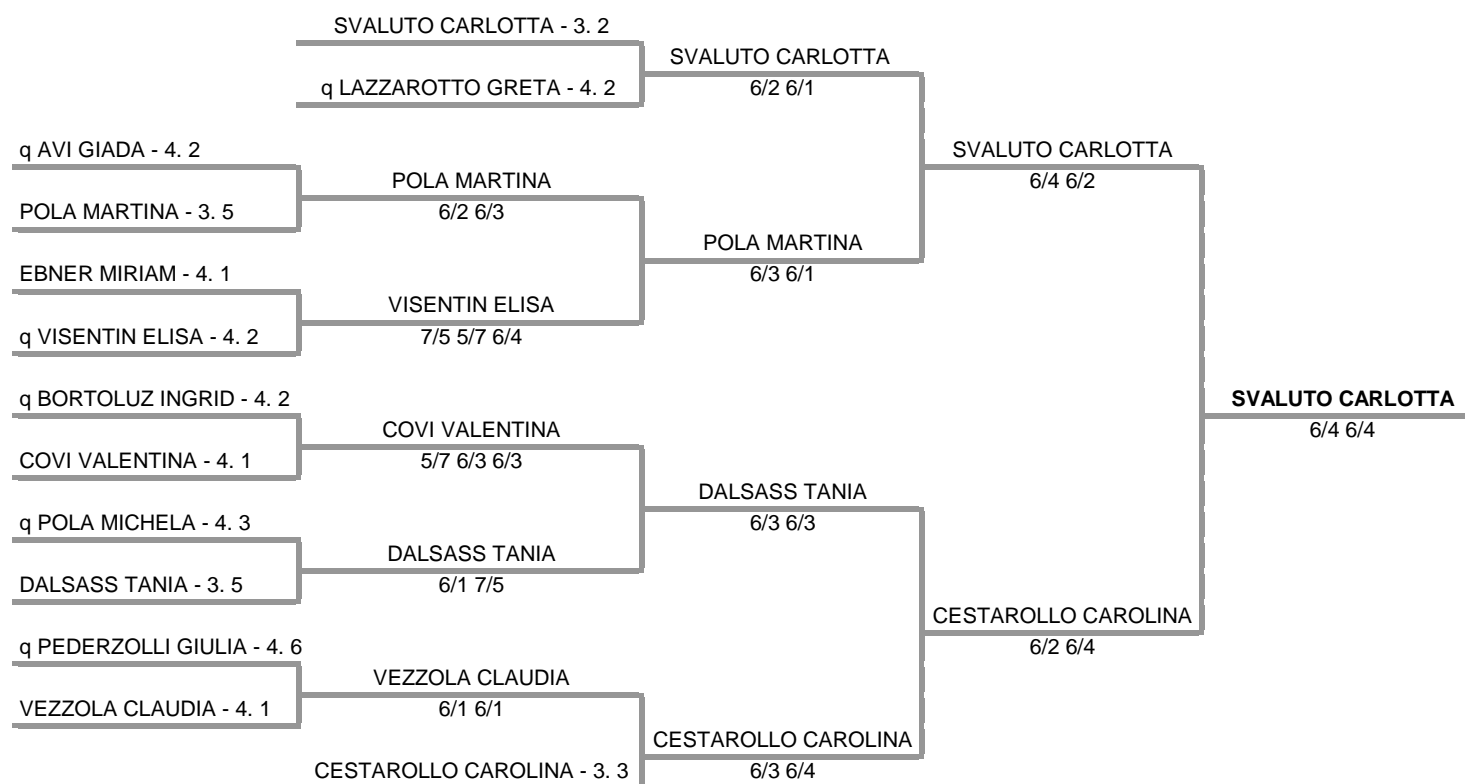 SVALUTO CARLOTTA - 3. 2
SVALUTO CARLOTTA
q LAZZAROTTO GRETA - 4. 2
6/2 6/1
q AVI GIADA - 4. 2
SVALUTO CARLOTTA
POLA MARTINA
6/4 6/2
POLA MARTINA - 3. 5
6/2 6/3
POLA MARTINA
EBNER MIRIAM - 4. 1
6/3 6/1
VISENTIN ELISA
q VISENTIN ELISA - 4. 2
7/5 5/7 6/4
q BORTOLUZ INGRID - 4. 2
SVALUTO CARLOTTA
COVI VALENTINA
6/4 6/4
COVI VALENTINA - 4. 1
5/7 6/3 6/3
DALSASS TANIA
q POLA MICHELA - 4. 3
6/3 6/3
DALSASS TANIA
DALSASS TANIA - 3. 5
6/1 7/5
CESTAROLLO CAROLINA
q PEDERZOLLI GIULIA - 4. 6
6/2 6/4
VEZZOLA CLAUDIA
VEZZOLA CLAUDIA - 4. 1
6/1 6/1
CESTAROLLO CAROLINA
CESTAROLLO CAROLINA - 3. 3
6/3 6/4